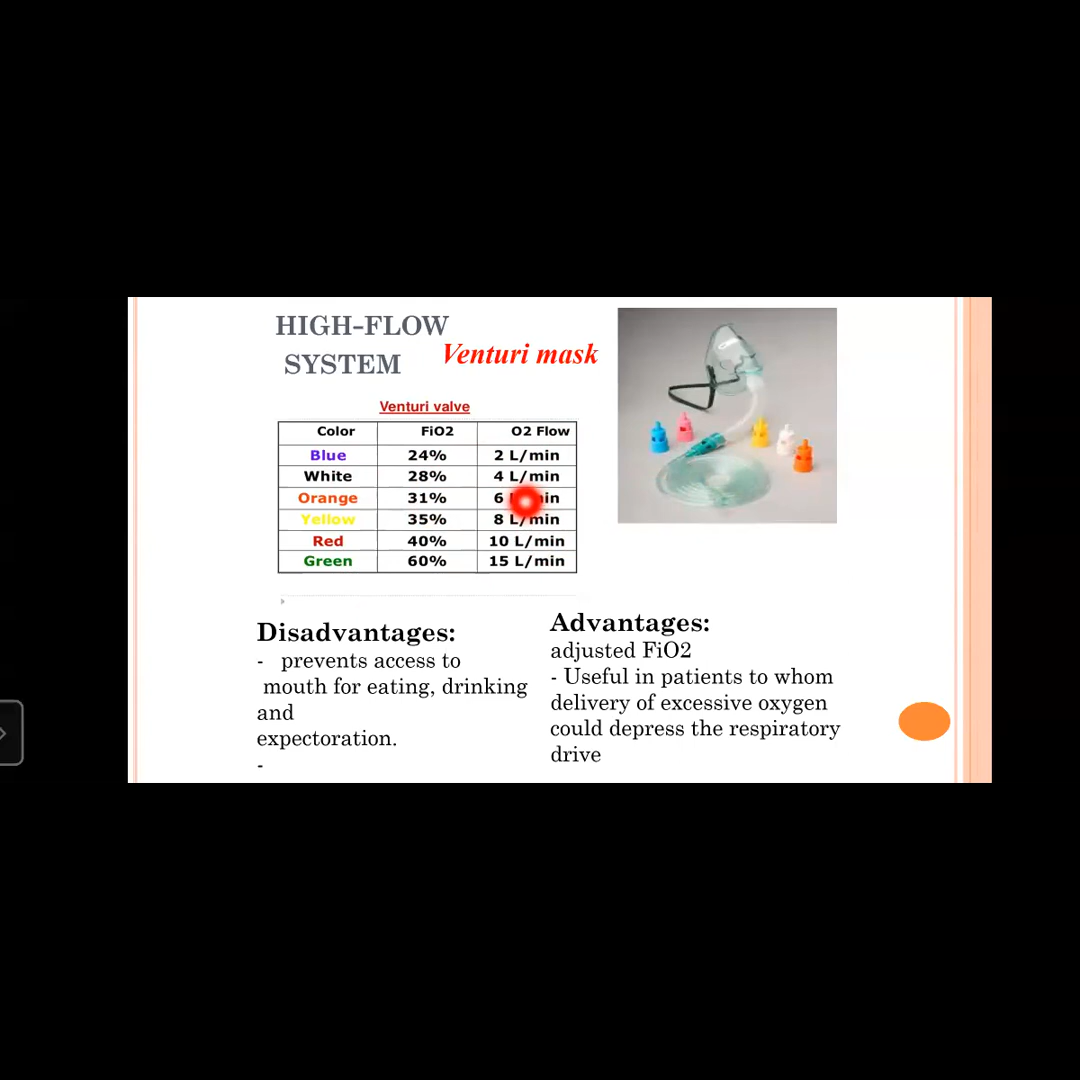 HIGH-FLOW
SYSTEM
Venturi mask
Venturi valve
Color FiO2 O2 Flow
Blue 24% 2 L/min
White 28% 4 L/min
Orange 31% 6 in
Yellow 35% 8 L/min
Red 40% 10 L/min
Green 60% 15 L/min
Disadvantages:
- prevents access to
mouth for eating, drinking
and
expectoration.
-
Advantages:
adjusted FiO2
- Useful in patients to whom
delivery of excessive oxygen
could depress the respiratory
drive